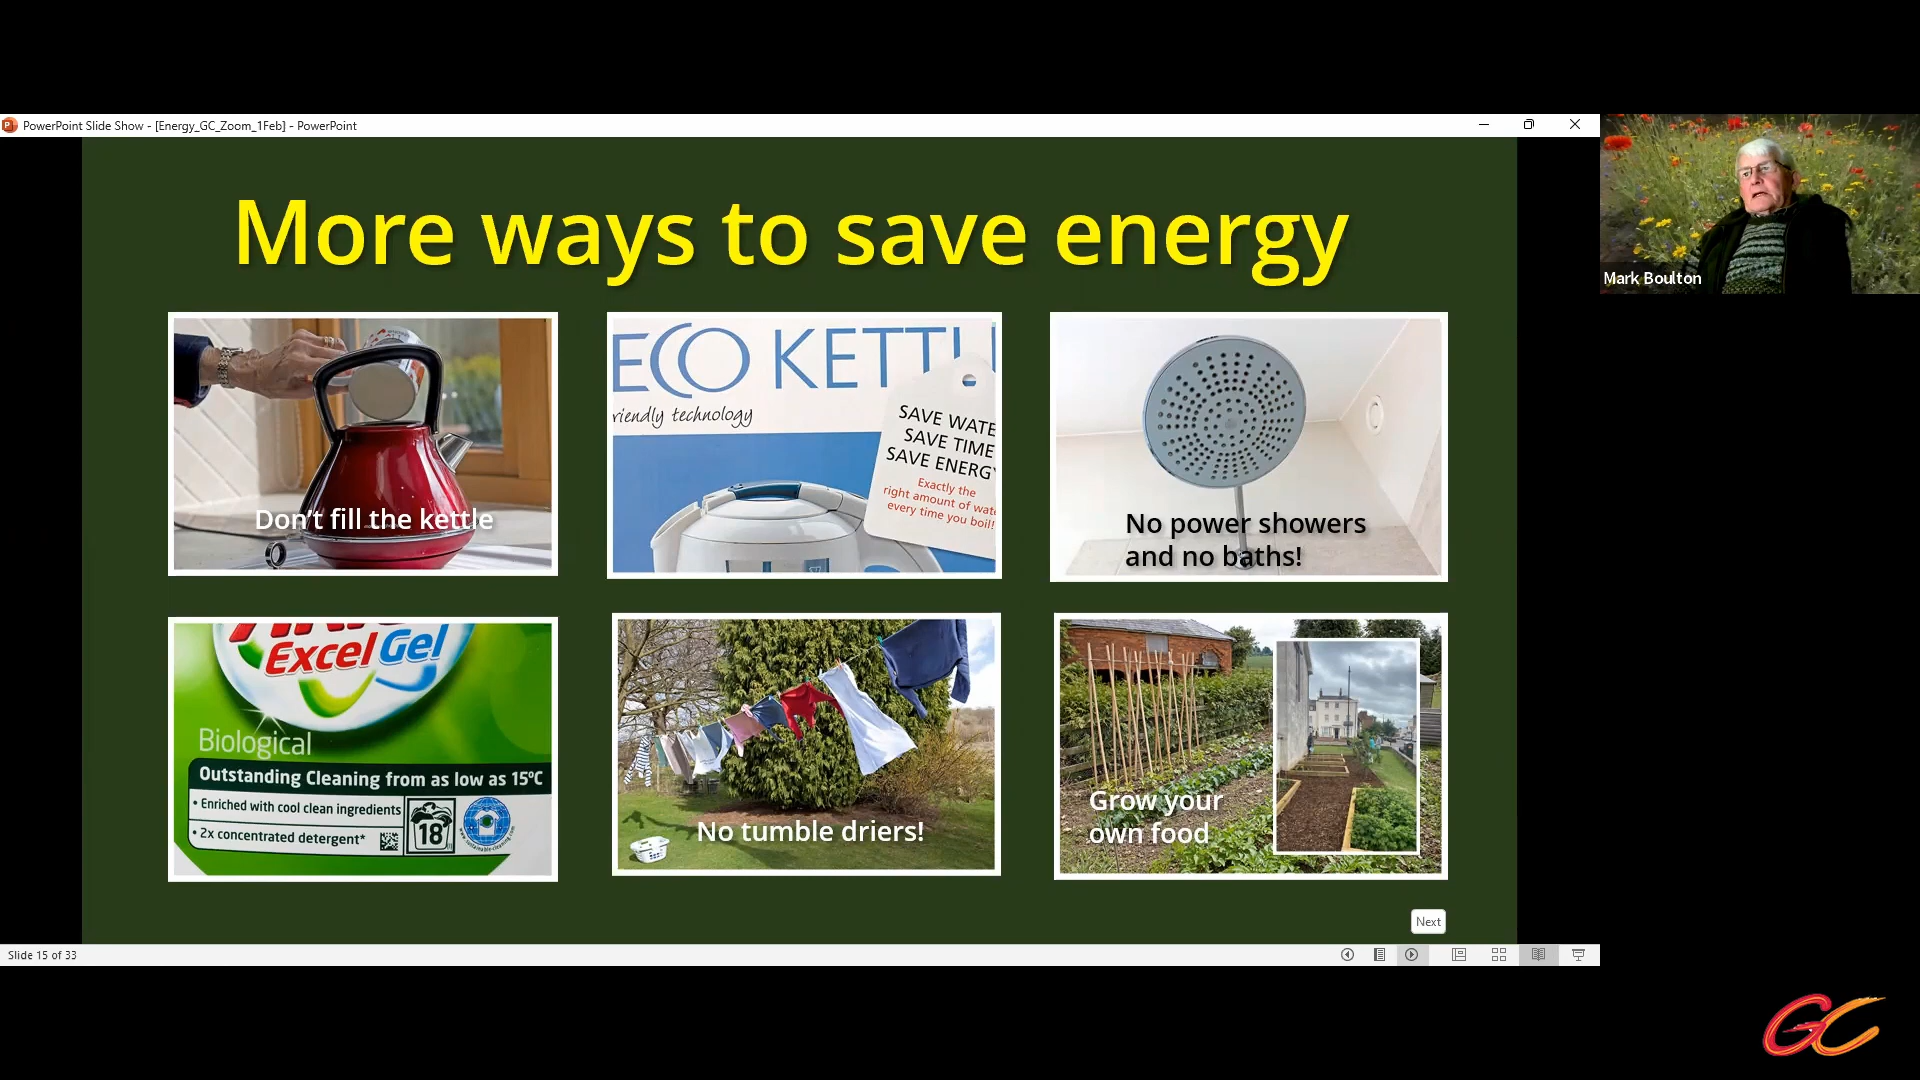 PowerPoint Slide Show - [Energy_GC_Zoom_1Feb] - PowerPoint
More ways to save energy
Mark Boulton
Don't fill the kettle
ECO KETTL
riendly technology
SAVE WATE
SAVE TIME
SAVE ENERGY
Exactly the
right amount of wate
every time you boil!
No power showers
and no baths!
Excel Gel
Biological
Outstanding Cleaning from as low as 15ºC
• Enriched with cool clean ingredients
• 2x concentrated detergent*
18
No tumble driers!
Grow your
own food
Next
Slide 15 of 33
GC